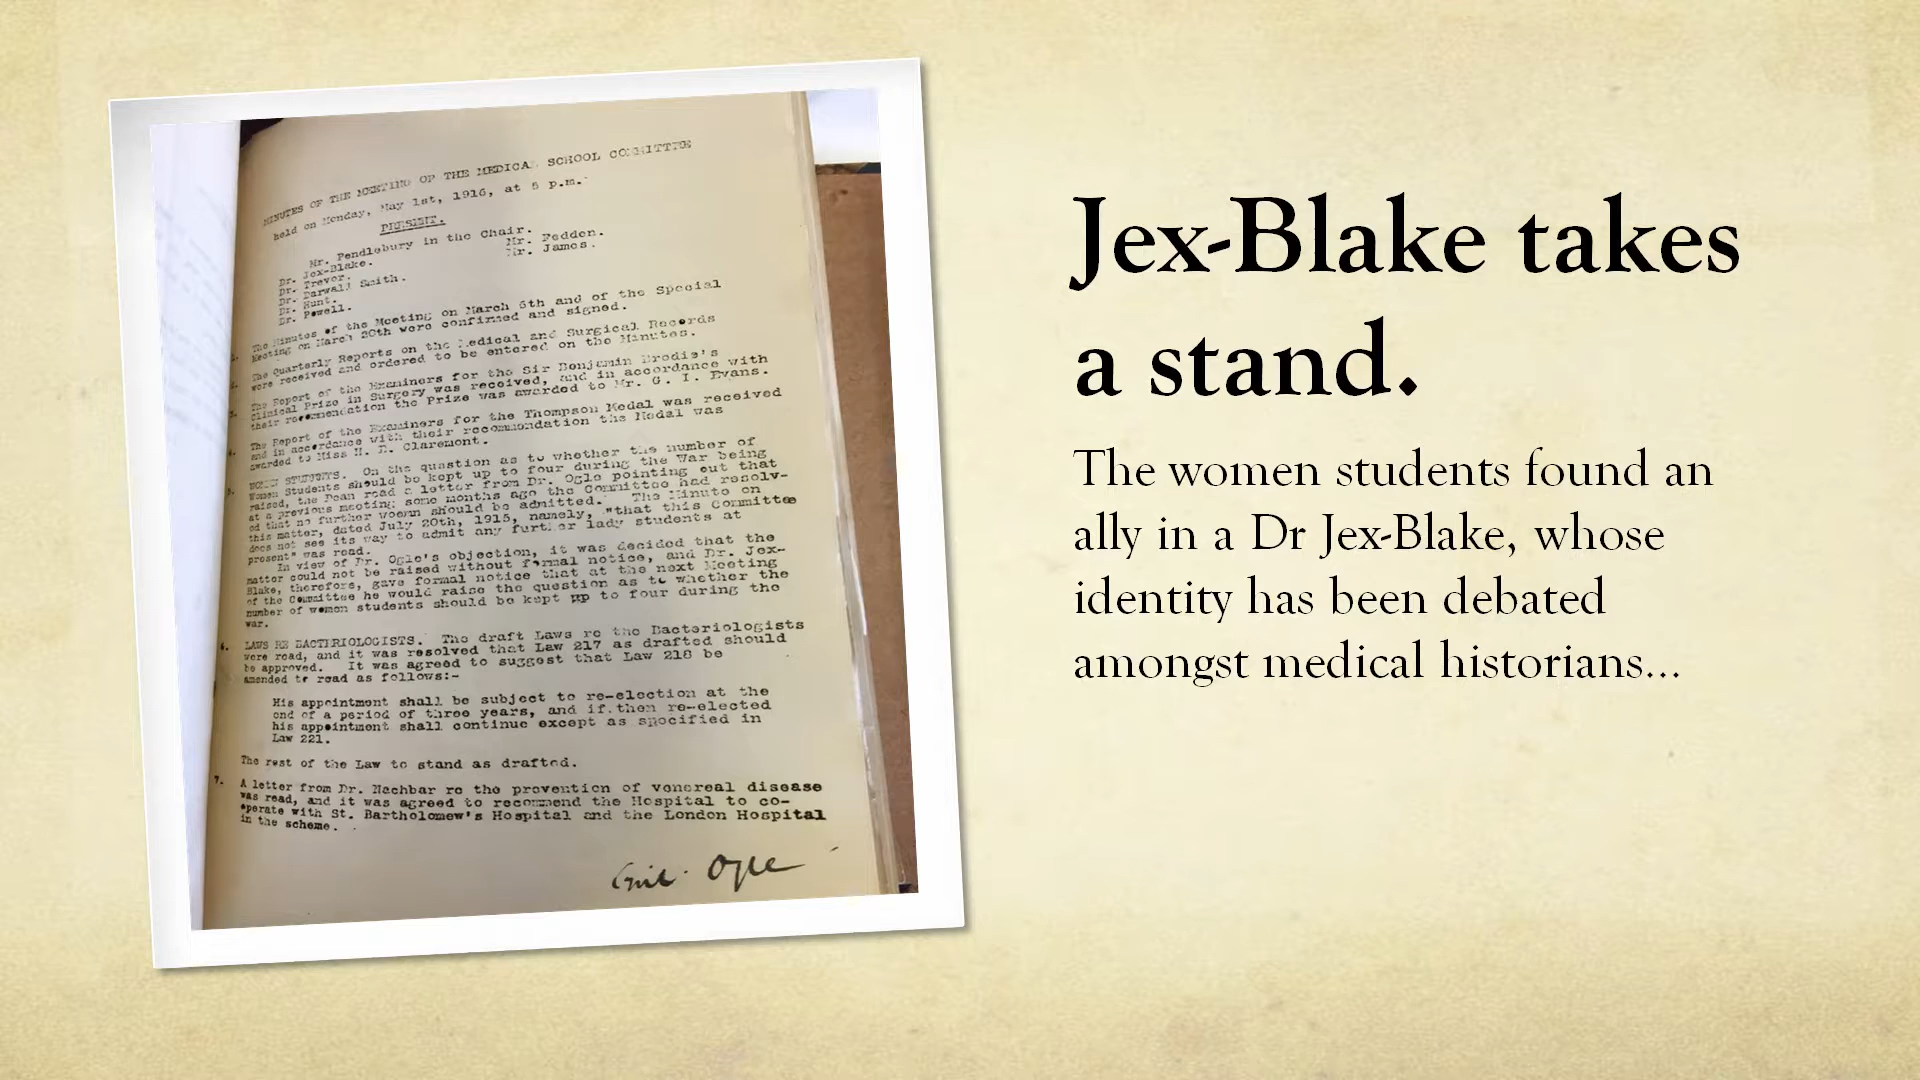 MINUTES OF THE MEETING OF THE MEDICAL SCHOOL COMMITTEE
held on Monday, May 1st, 1916, at 5 p.m.
PRESENT.
Mr. Pendlebury in the Chair.
Dr. Jex-Blake. Mr. Fedden.
Dr. Trevor. Mr. James.
Dr. Darwall Smith.
Dr. Hunt.
Dr. Powell.
1. The Minutes of the Meeting on March 6th and of the Special
Meeting on March 20th were confirmed and signed.
2. The Quarterly Reports on the Medical and Surgical Records
were received and ordered to be entered on the Minutes.
3. The Report of the Examiners for the Sir Benjamin Brodie's
Clinical Prize in Surgery was received, and in accordance with
their recommendation the Prize was awarded to Mr. G. I. Evans.
4. The Report of the Examiners for the Thompson Medal was received
and in accordance with their recommendation the Medal was
awarded to Miss H. E. Claremont.
5. WOMEN STUDENTS. On the question as to whether the number of
Women Students should be kept up to four during the War being
raised, the Dean read a letter from Dr. Ogle pointing out that
at a previous meeting some months ago the Committee had resolv-
ed that no further women should be admitted. The Minute on
this matter, dated July 20th, 1915, namely, "that this Committee
does not see its way to admit any further lady students at
present" was read.
In view of Dr. Ogle's objection, it was decided that the
matter could not be raised without formal notice, and Dr. Jex-
Blake, therefore, gave formal notice that at the next Meeting
of the Committee he would raise the question as to whether the
number of women students should be kept up to four during the
war.
6. LAWS RE BACTERIOLOGISTS. The draft Laws re the Bacteriologists
were read, and it was resolved that Law 217 as drafted should
be approved. It was agreed to suggest that Law 218 be
amended to read as follows:-
His appointment shall be subject to re-election at the
end of a period of three years, and if then re-elected
his appointment shall continue except as specified in
Law 221.
The rest of the Law to stand as drafted.
7. A letter from Dr. Nachbar re the prevention of venereal disease
was read, and it was agreed to recommend the Hospital to co-
operate with St. Bartholomew's Hospital and the London Hospital
in the scheme.
Ogle
Jex-Blake takes
a stand.
The women students found an
ally in a Dr Jex-Blake, whose
identity has been debated
amongst medical historians...